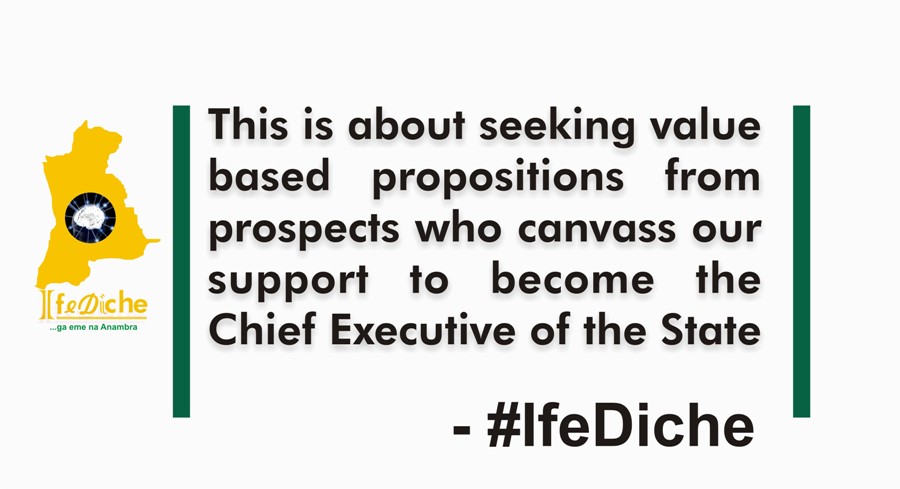 This is about seeking value
based propositions from
prospects who canvass our
support to become the
Chief Executive of the State
- #IfeDiche
IfeDiche
...ga eme na Anambra